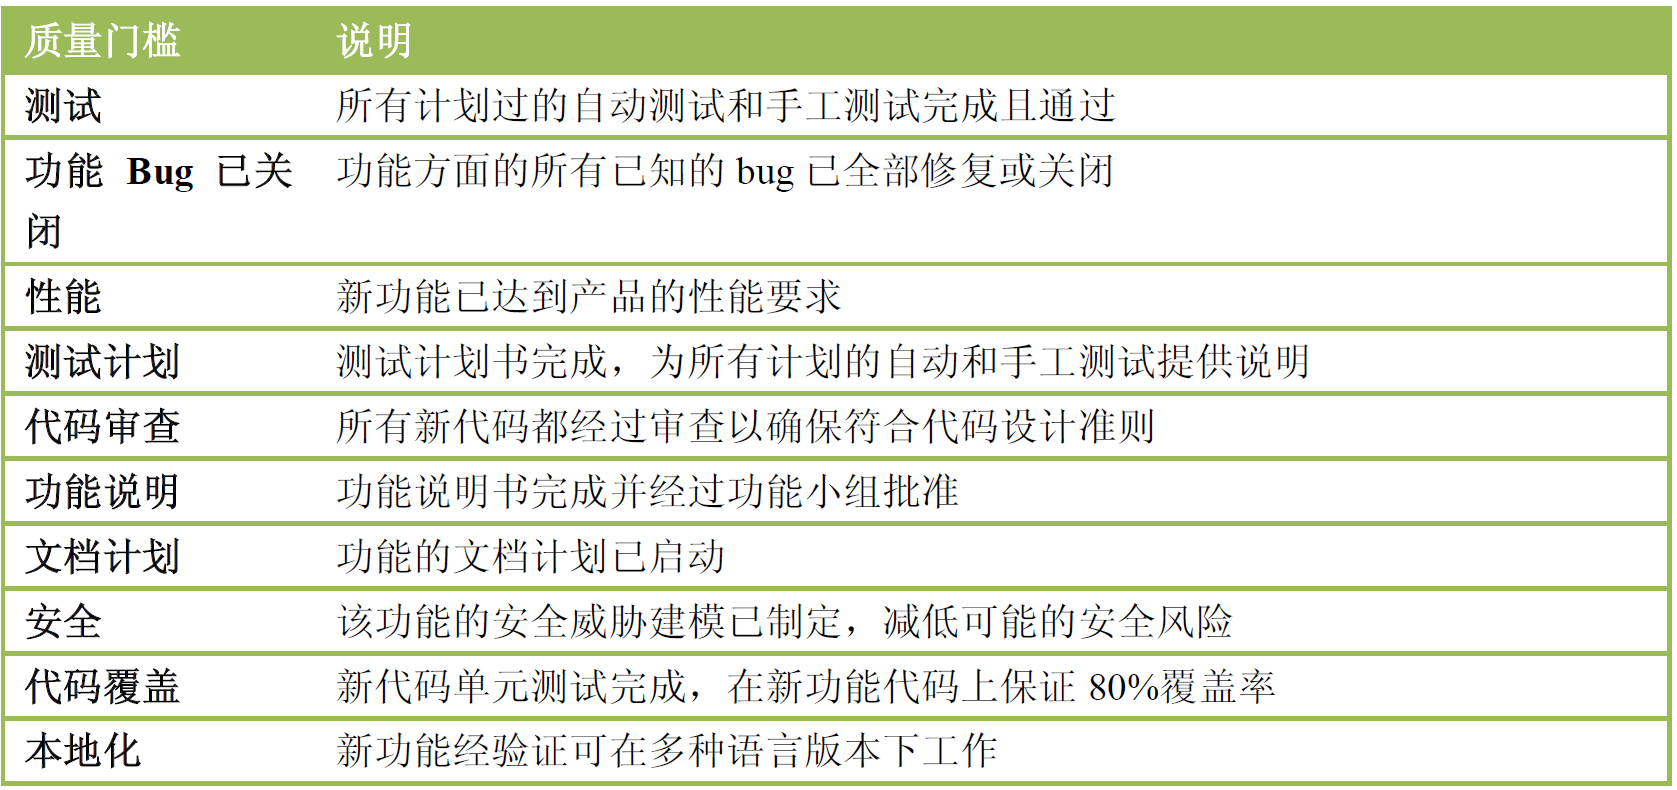 质量门槛 说明
测试 所有计划过的自动测试和手工测试完成且通过
功能 Bug 已关 功能方面的所有已知的 bug 已全部修复或关闭
闭
性能 新功能已达到产品的性能要求
测试计划 测试计划书完成，为所有计划的自动和手工测试提供说明
代码审查 所有新代码都经过审查以确保符合代码设计准则
功能说明 功能说明书完成并经过功能小组批准
文档计划 功能的文档计划已启动
安全 该功能的安全威胁建模已制定，减低可能的安全风险
代码覆盖 新代码单元测试完成，在新功能代码上保证 80%覆盖率
本地化 新功能经验证可在多种语言版本下工作